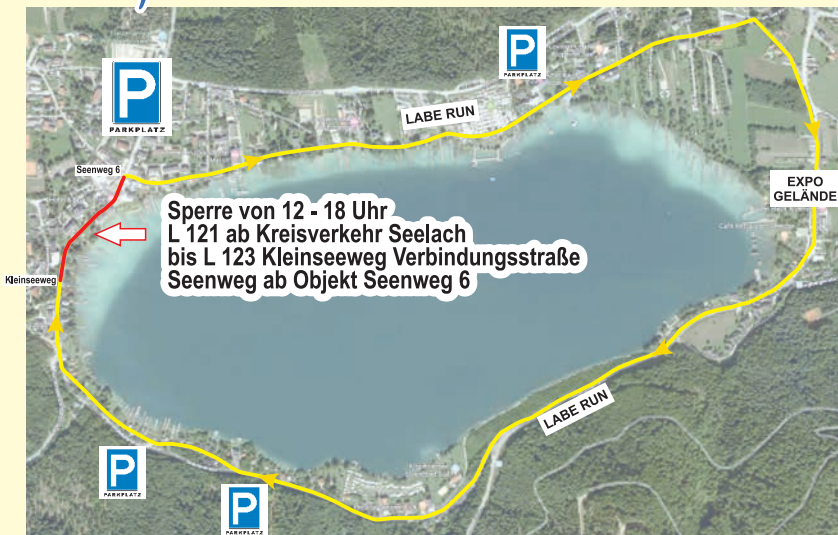 P
PARKPLATZ
P
PARKPLATZ
LABE RUN
Seenweg 6
EXPO
GELÄNDE
Sperre von 12 - 18 Uhr
L 121 ab Kreisverkehr Seelach
bis L 123 Kleinseeweg Verbindungsstraße
Seenweg ab Objekt Seenweg 6
Kleinseeweg
LABE RUN
P
PARKPLATZ
P
PARKPLATZ